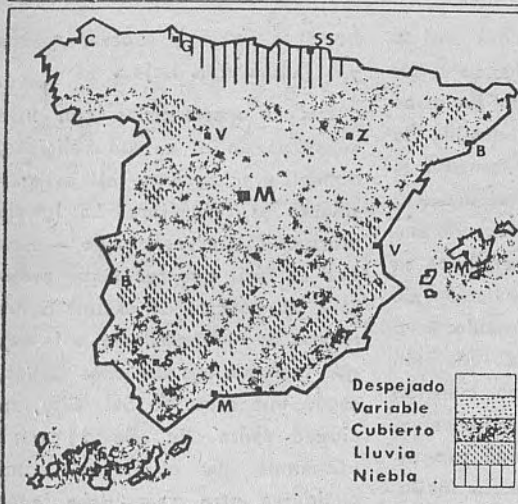 C
G
SS
V
Z
B
M
V
PM
C
B
S
M
Despejado
Variable
Cubierto
Lluvia
Niebla